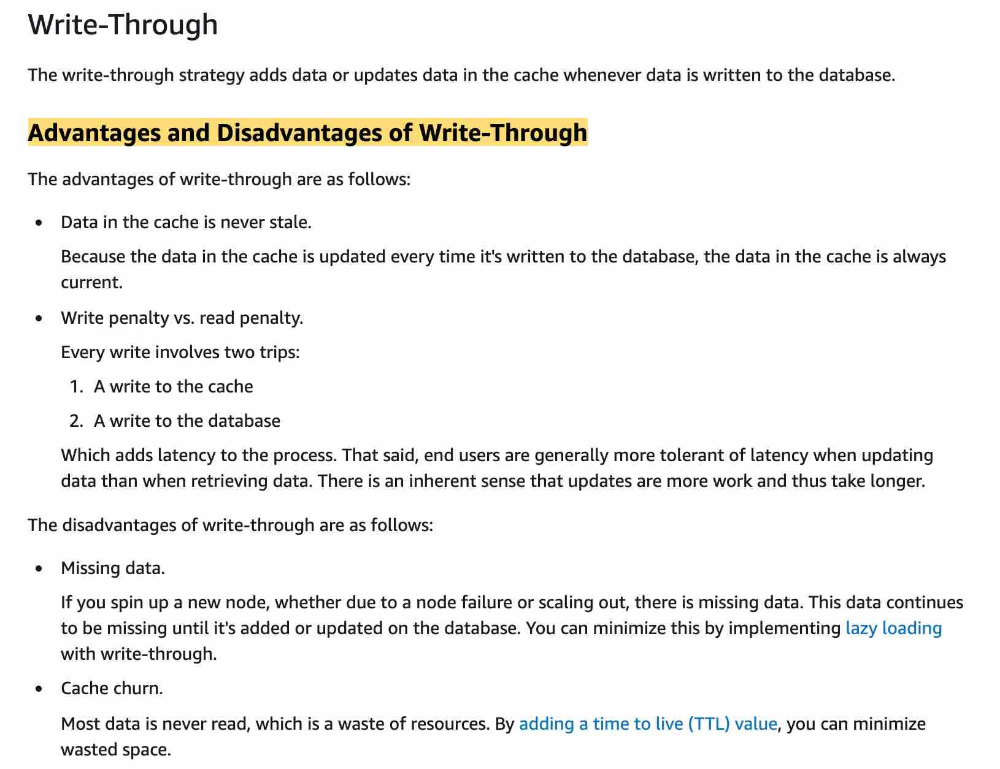 Write-Through
The write-through strategy adds data or updates data in the cache whenever data is written to the database.
Advantages and Disadvantages of Write-Through
The advantages of write-through are as follows:
• Data in the cache is never stale.
Because the data in the cache is updated every time it's written to the database, the data in the cache is always
current.
• Write penalty vs. read penalty.
Every write involves two trips:
1. A write to the cache
2. A write to the database
Which adds latency to the process. That said, end users are generally more tolerant of latency when updating
data than when retrieving data. There is an inherent sense that updates are more work and thus take longer.
The disadvantages of write-through are as follows:
• Missing data.
If you spin up a new node, whether due to a node failure or scaling out, there is missing data. This data continues
to be missing until it's added or updated on the database. You can minimize this by implementing lazy loading
with write-through.
• Cache churn.
Most data is never read, which is a waste of resources. By adding a time to live (TTL) value, you can minimize
wasted space.